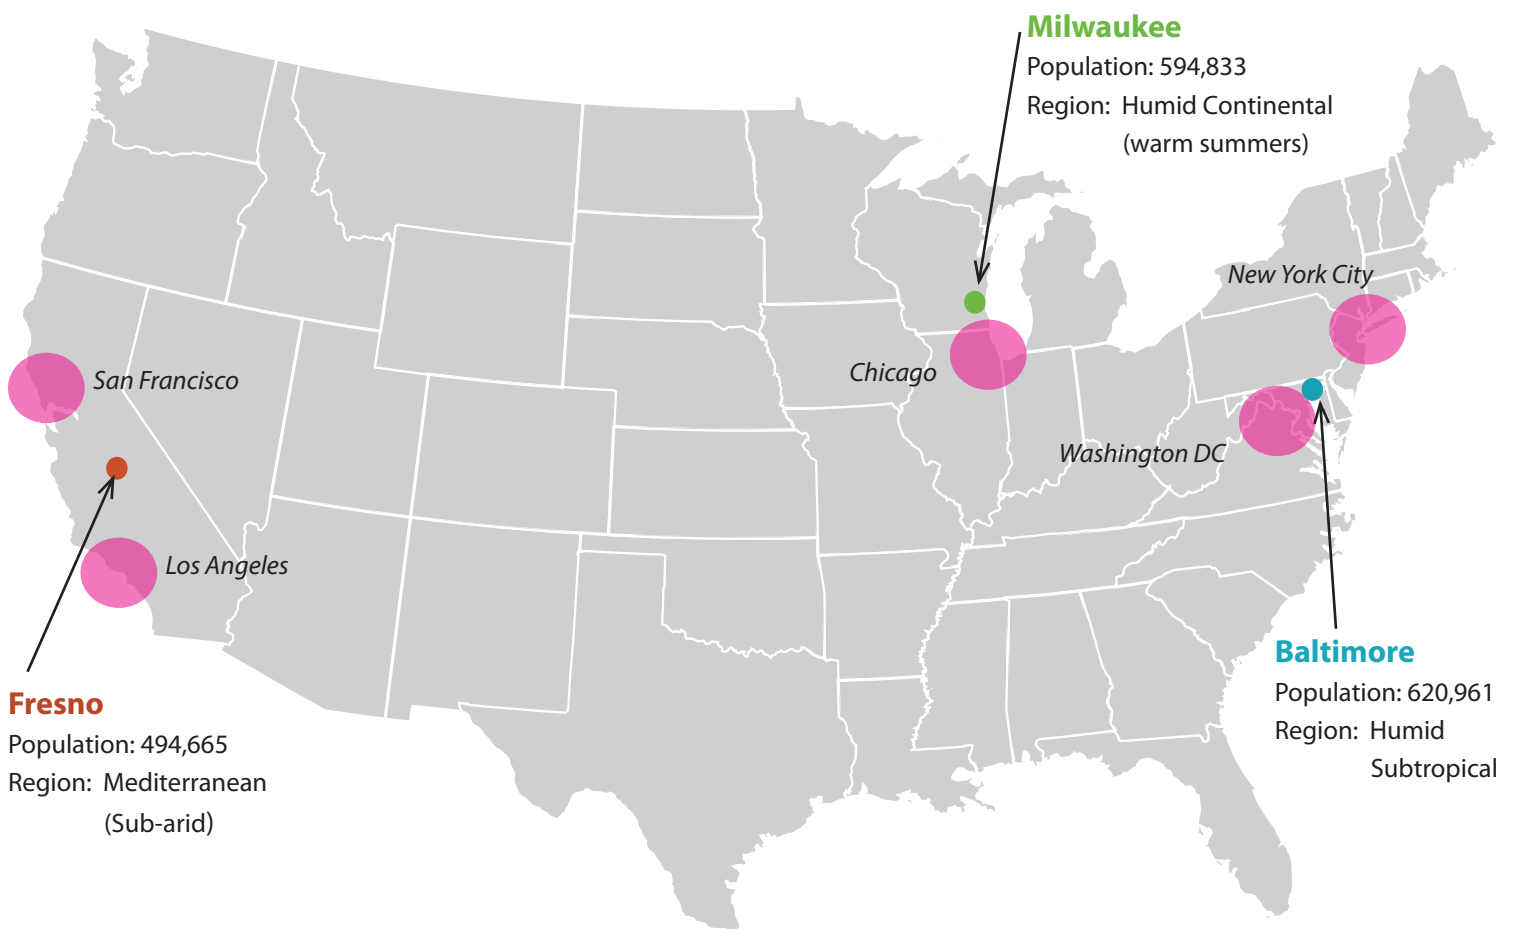 Milwaukee
Population: 594,833
Region: Humid Continental
(warm summers)
New York City
San Francisco
Chicago
Washington DC
Los Angeles
Baltimore
Population: 620,961
Region: Humid
Subtropical
Fresno
Population: 494,665
Region: Mediterranean
(Sub-arid)